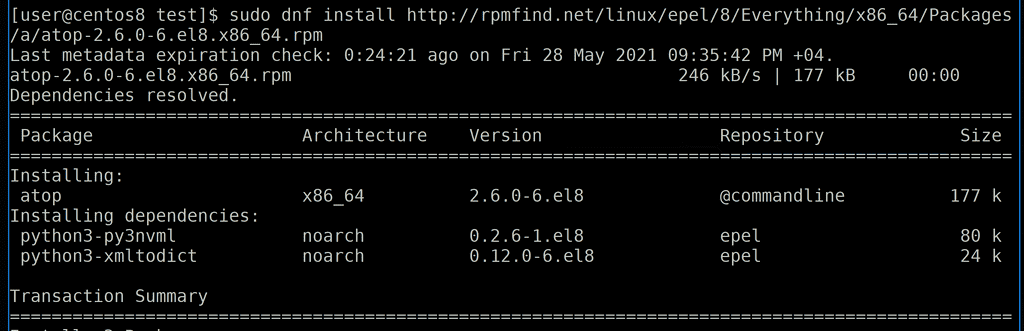 [user@centos8 test]$ sudo dnf install http://rpmfind.net/linux/epel/8/Everything/x86_64/Packages
/a/atop-2.6.0-6.el8.x86_64.rpm
Last metadata expiration check: 0:24:21 ago on Fri 28 May 2021 09:35:42 PM +04.
atop-2.6.0-6.el8.x86_64.rpm 246 kB/s | 177 kB 00:00
Dependencies resolved.
================================================================================================
Package Architecture Version Repository Size
================================================================================================
Installing:
atop x86_64 2.6.0-6.el8 @commandline 177 k
Installing dependencies:
python3-py3nvml noarch 0.2.6-1.el8 epel 80 k
python3-xmltodict noarch 0.12.0-6.el8 epel 24 k
Transaction Summary
================================================================================================